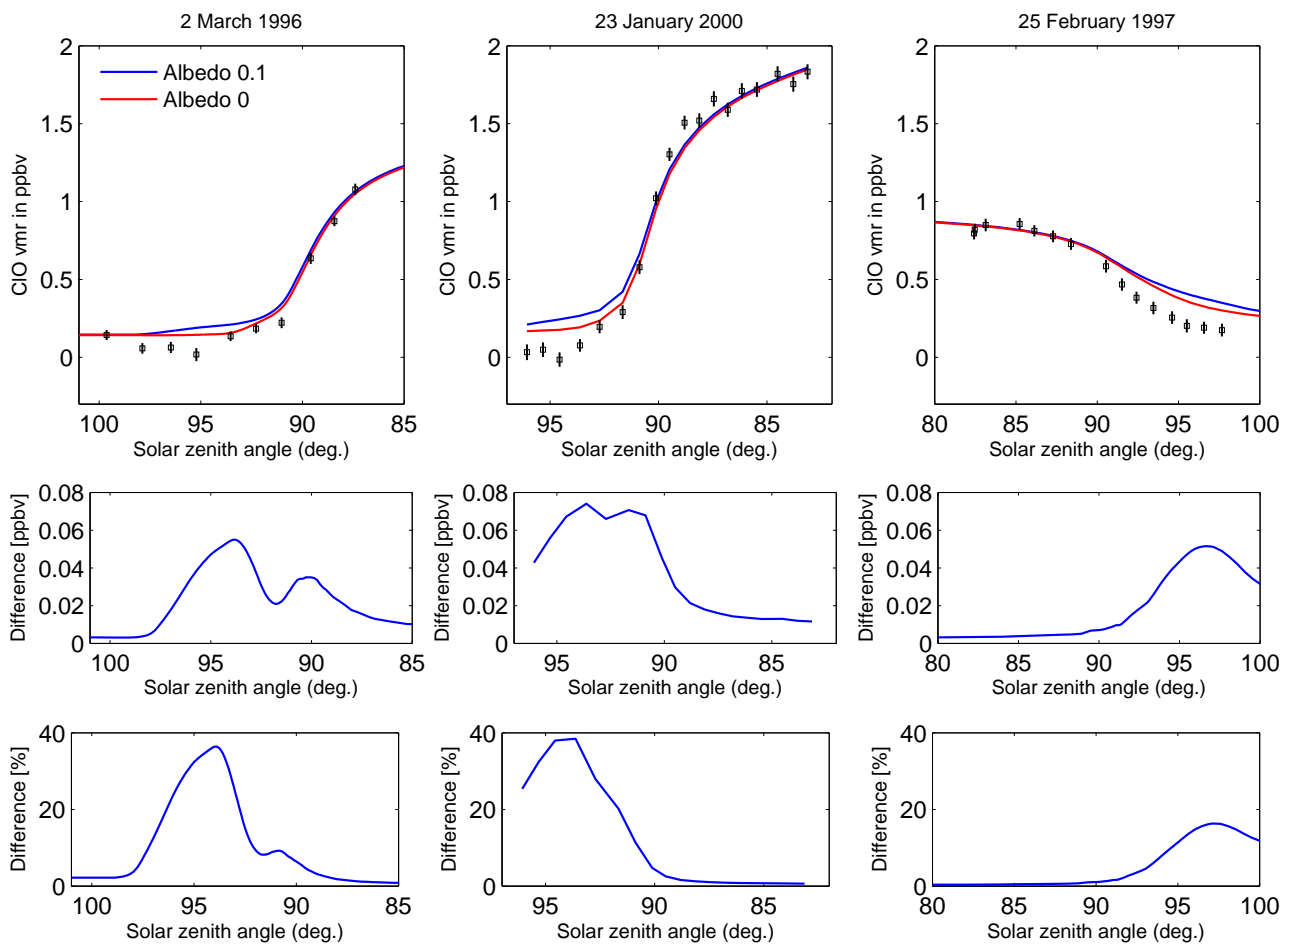 2 March 1996
23 January 2000
25 February 1997
2
1.5
1
0.5
0
ClO vmr in ppbv
Albedo 0.1
Albedo 0
100 95 90 85
Solar zenith angle (deg.)
2
1.5
1
0.5
0
ClO vmr in ppbv
95 90 85
Solar zenith angle (deg.)
2
1.5
1
0.5
0
ClO vmr in ppbv
80 85 90 95 100
Solar zenith angle (deg.)
0.08
0.06
0.04
0.02
0
Difference [ppbv]
100 95 90 85
Solar zenith angle (deg.)
0.08
0.06
0.04
0.02
0
Difference [ppbv]
95 90 85
Solar zenith angle (deg.)
0.08
0.06
0.04
0.02
0
Difference [ppbv]
80 85 90 95 100
Solar zenith angle (deg.)
40
20
0
Difference [%]
100 95 90 85
Solar zenith angle (deg.)
40
20
0
Difference [%]
95 90 85
Solar zenith angle (deg.)
40
20
0
Difference [%]
80 85 90 95 100
Solar zenith angle (deg.)